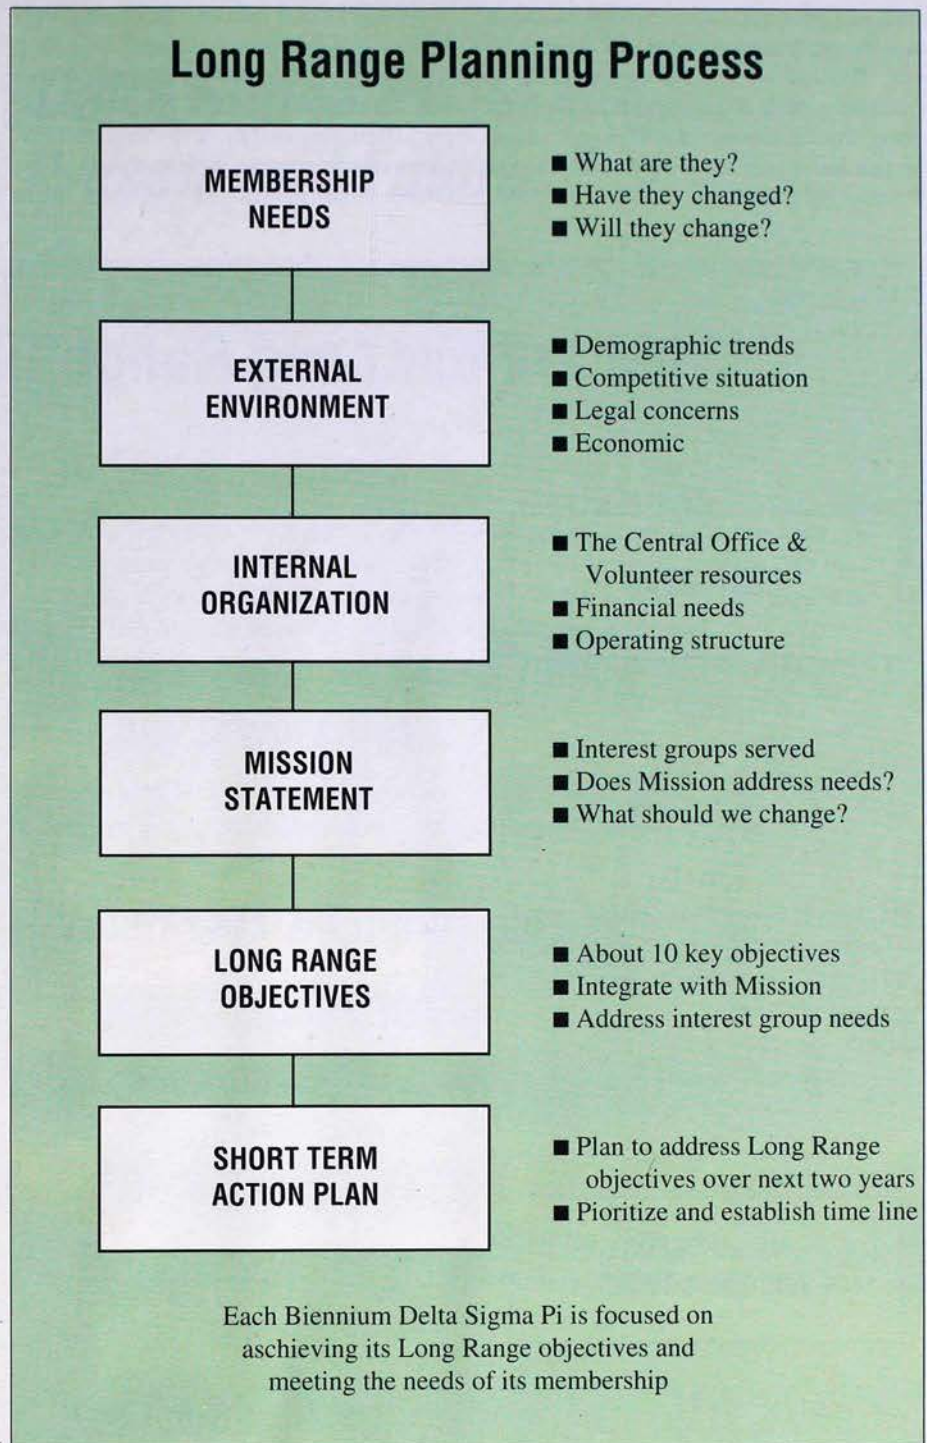 Long Range Planning Process
MEMBERSHIP
NEEDS
■ What are they?
■ Have they changed?
■ Will they change?
EXTERNAL
ENVIRONMENT
■ Demographic trends
■ Competitive situation
■ Legal concerns
■ Economic
INTERNAL
ORGANIZATION
■ The Central Office &
Volunteer resources
■ Financial needs
■ Operating structure
MISSION
STATEMENT
■ Interest groups served
■ Does Mission address needs?
■ What should we change?
LONG RANGE
OBJECTIVES
■ About 10 key objectives
■ Integrate with Mission
■ Address interest group needs
SHORT TERM
ACTION PLAN
■ Plan to address Long Range
objectives over next two years
■ Pioritize and establish time line
Each Biennium Delta Sigma Pi is focused on
aschieving its Long Range objectives and
meeting the needs of its membership